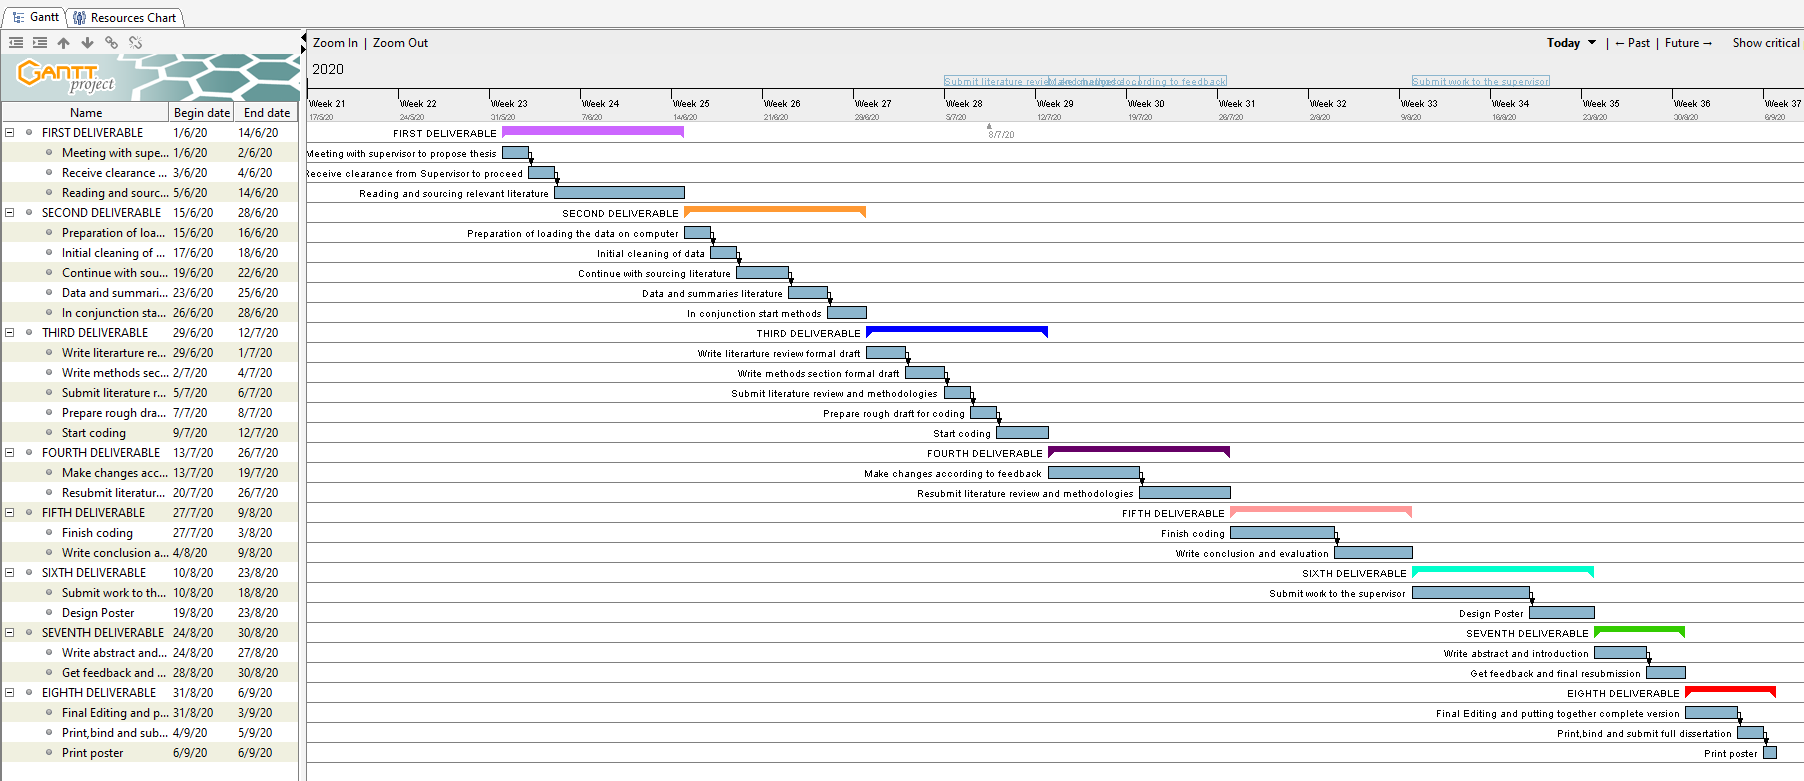 Gantt
Resources Chart
Zoom In | Zoom Out
Today ▼ | ← Past | Future → Show critical
GANTT project
2020
Submit literature review and methodologies
Make changes according to feedback
Submit work to the supervisor
Name Begin date End date
Week 21 Week 22 Week 23 Week 24 Week 25 Week 26 Week 27 Week 28 Week 29 Week 30 Week 31 Week 32 Week 33 Week 34 Week 35 Week 36 Week 37
17/5/20 24/5/20 31/5/20 7/6/20 14/6/20 21/6/20 28/6/20 5/7/20 12/7/20 19/7/20 26/7/20 2/8/20 9/8/20 16/8/20 23/8/20 30/8/20 6/9/20
8/7/20
FIRST DELIVERABLE 1/6/20 14/6/20 FIRST DELIVERABLE
Meeting with supe... 1/6/20 2/6/20 Meeting with supervisor to propose thesis
Receive clearance ... 3/6/20 4/6/20 Receive clearance from Supervisor to proceed
Reading and sourc... 5/6/20 14/6/20 Reading and sourcing relevant literature
SECOND DELIVERABLE 15/6/20 28/6/20 SECOND DELIVERABLE
Preparation of loa... 15/6/20 16/6/20 Preparation of loading the data on computer
Initial cleaning of ... 17/6/20 18/6/20 Initial cleaning of data
Continue with sou... 19/6/20 22/6/20 Continue with sourcing literature
Data and summari... 23/6/20 25/6/20 Data and summaries literature
In conjunction sta... 26/6/20 28/6/20 In conjunction start methods
THIRD DELIVERABLE 29/6/20 12/7/20 THIRD DELIVERABLE
Write literarture re... 29/6/20 1/7/20 Write literarture review formal draft
Write methods sec... 2/7/20 4/7/20 Write methods section formal draft
Submit literature r... 5/7/20 6/7/20 Submit literature review and methodologies
Prepare rough dra... 7/7/20 8/7/20 Prepare rough draft for coding
Start coding 9/7/20 12/7/20 Start coding
FOURTH DELIVERABLE 13/7/20 26/7/20 FOURTH DELIVERABLE
Make changes acc... 13/7/20 19/7/20 Make changes according to feedback
Resubmit literatur... 20/7/20 26/7/20 Resubmit literature review and methodologies
FIFTH DELIVERABLE 27/7/20 9/8/20 FIFTH DELIVERABLE
Finish coding 27/7/20 3/8/20 Finish coding
Write conclusion a... 4/8/20 9/8/20 Write conclusion and evaluation
SIXTH DELIVERABLE 10/8/20 23/8/20 SIXTH DELIVERABLE
Submit work to th... 10/8/20 18/8/20 Submit work to the supervisor
Design Poster 19/8/20 23/8/20 Design Poster
SEVENTH DELIVERABLE 24/8/20 30/8/20 SEVENTH DELIVERABLE
Write abstract and... 24/8/20 27/8/20 Write abstract and introduction
Get feedback and ... 28/8/20 30/8/20 Get feedback and final resubmission
EIGHTH DELIVERABLE 31/8/20 6/9/20 EIGHTH DELIVERABLE
Final Editing and p... 31/8/20 3/9/20 Final Editing and putting together complete version
Print,bind and sub... 4/9/20 5/9/20 Print,bind and submit full dissertation
Print poster 6/9/20 6/9/20 Print poster